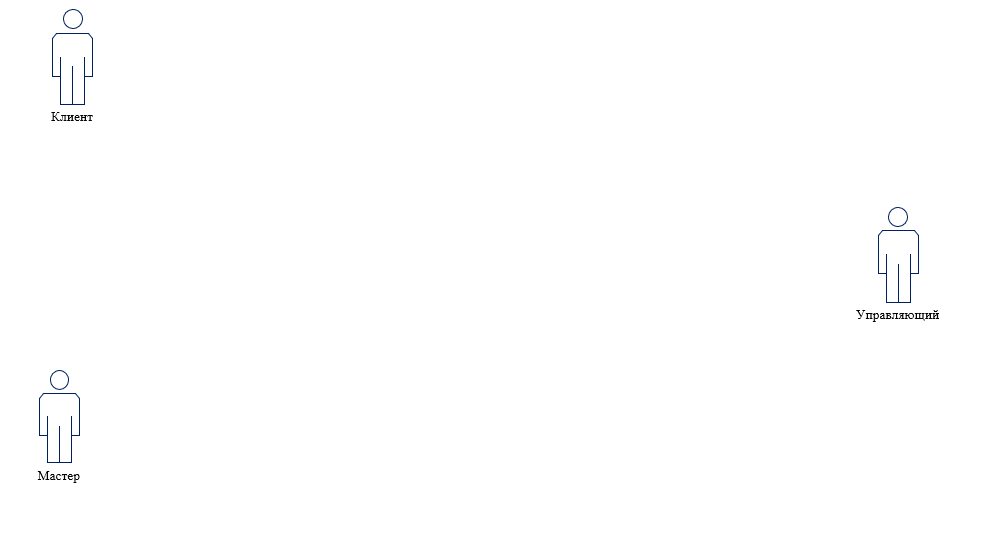 Клиент
Управляющий
Мастер